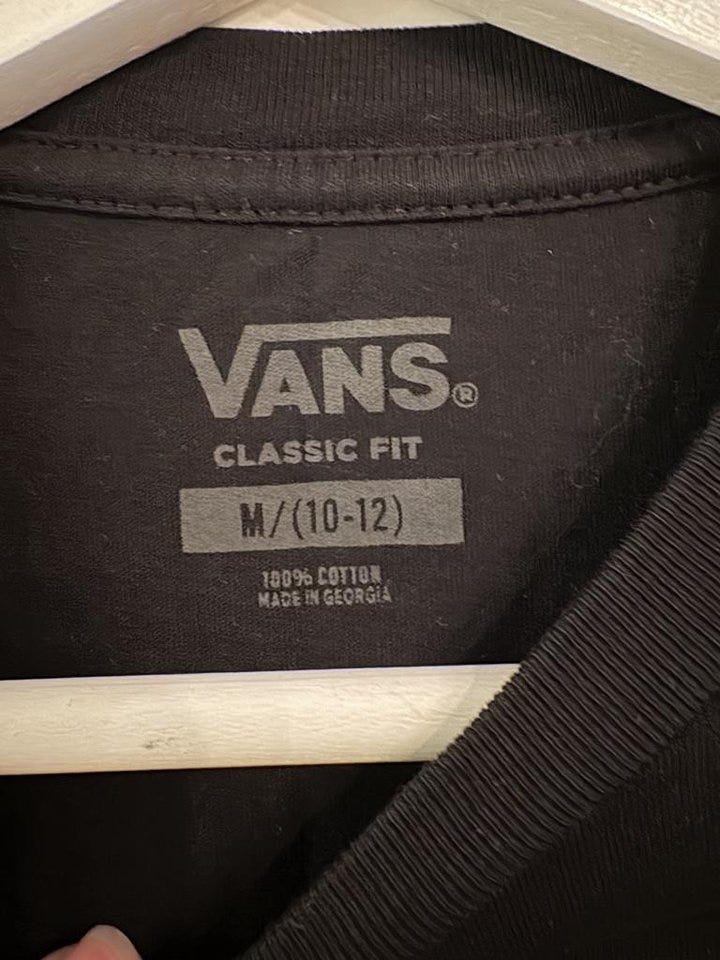 VANS®
CLASSIC FIT
M/(10-12)
100% COTTON
MADE IN GEORGIA